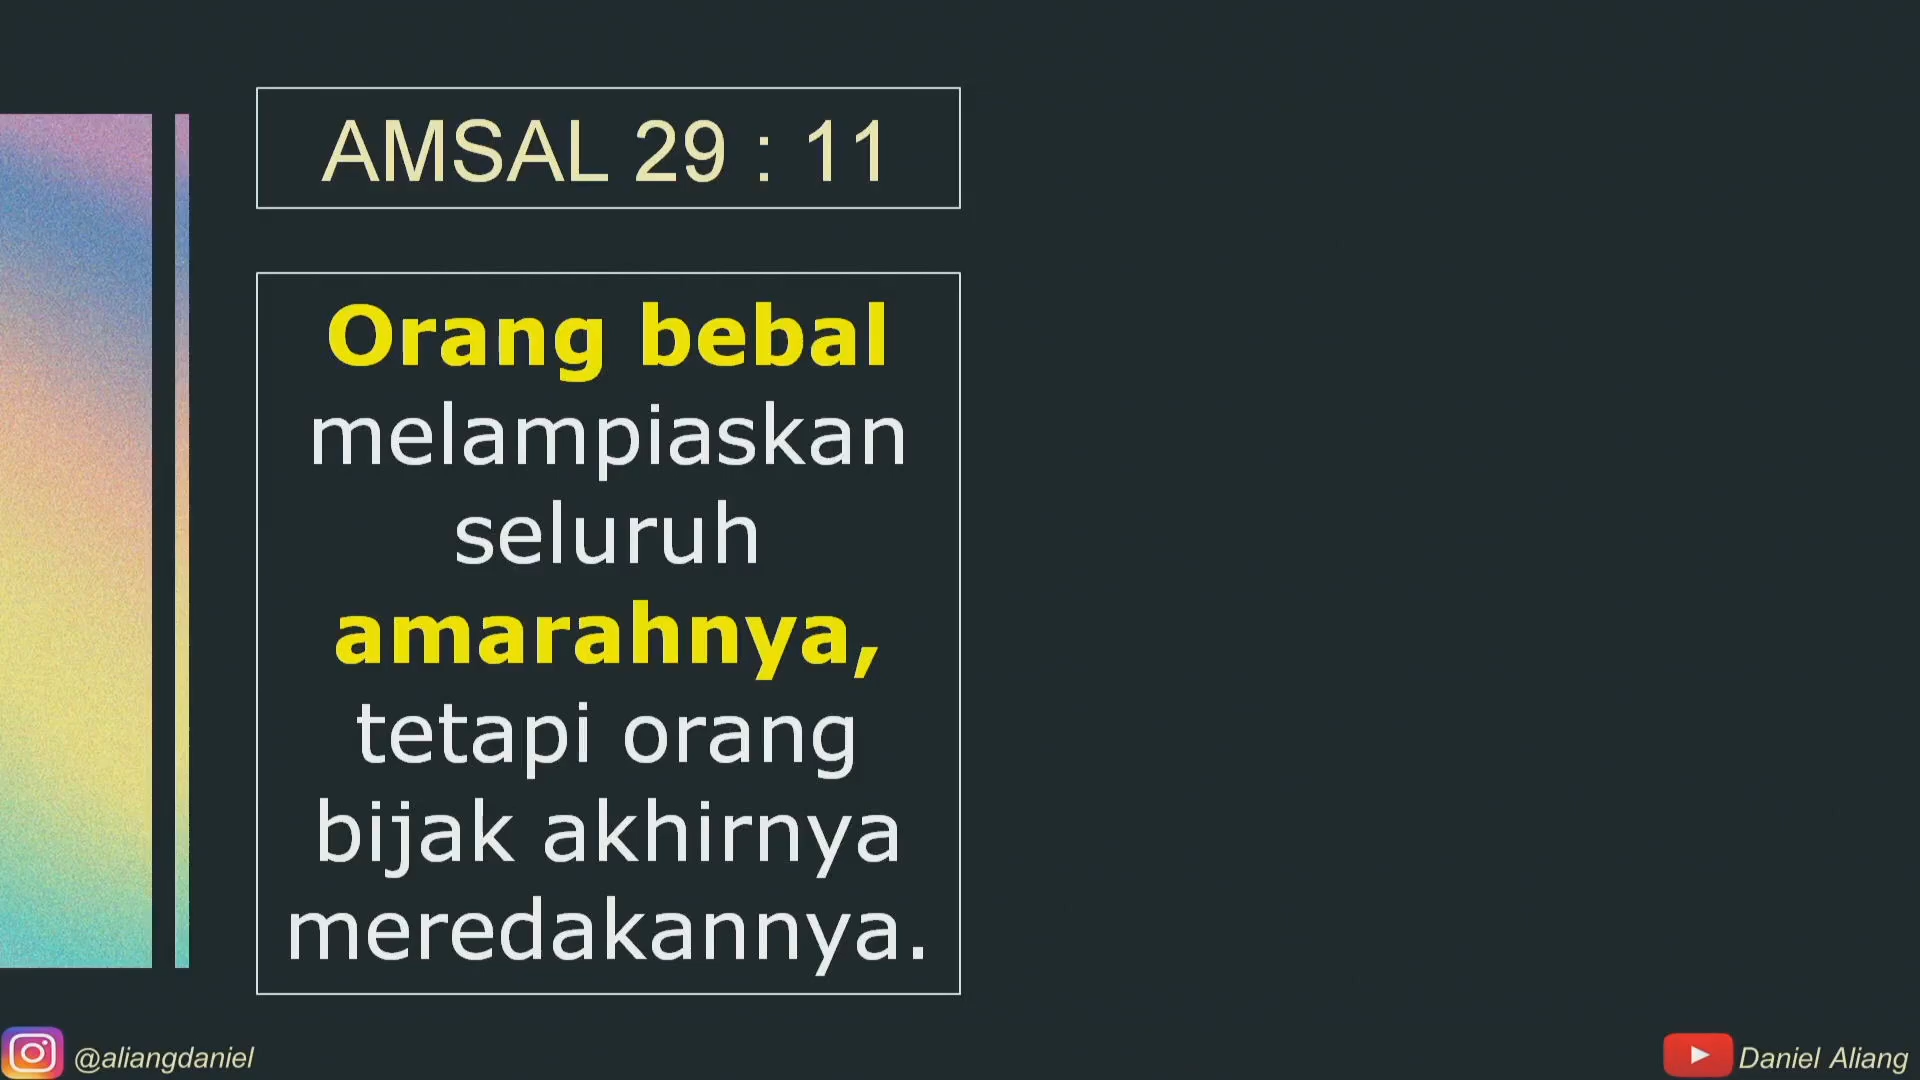 AMSAL 29 : 11
Orang bebal
melampiaskan
seluruh
amarahnya,
tetapi orang
bijak akhirnya
meredakannya.
@aliangdaniel
Daniel Aliang